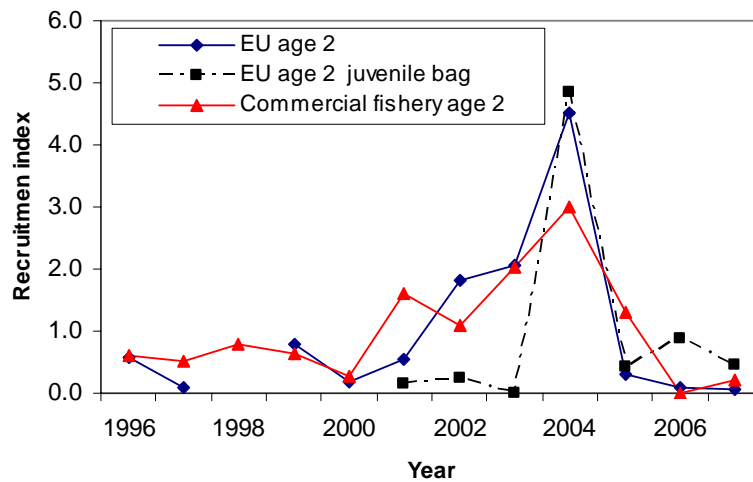 6.0
5.0
4.0
3.0
2.0
1.0
0.0
Recruitmen index
EU age 2
EU age 2 juvenile bag
Commercial fishery age 2
1996 1998 2000 2002 2004 2006
Year